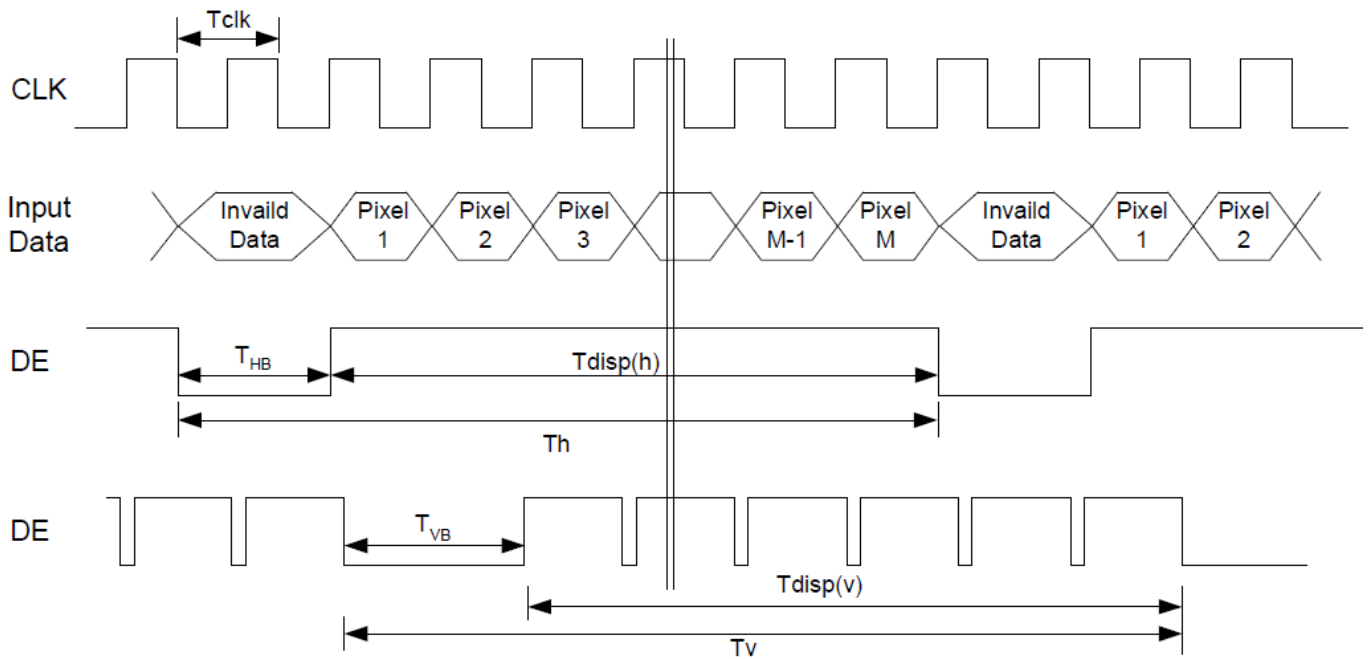 Tclk
CLK
Input
Data
Invaild
Data
Pixel
1
Pixel
2
Pixel
3
Pixel
M-1
Pixel
M
Invaild
Data
Pixel
1
Pixel
2
DE
THB
Tdisp(h)
Th
DE
TVB
Tdisp(v)
Tv